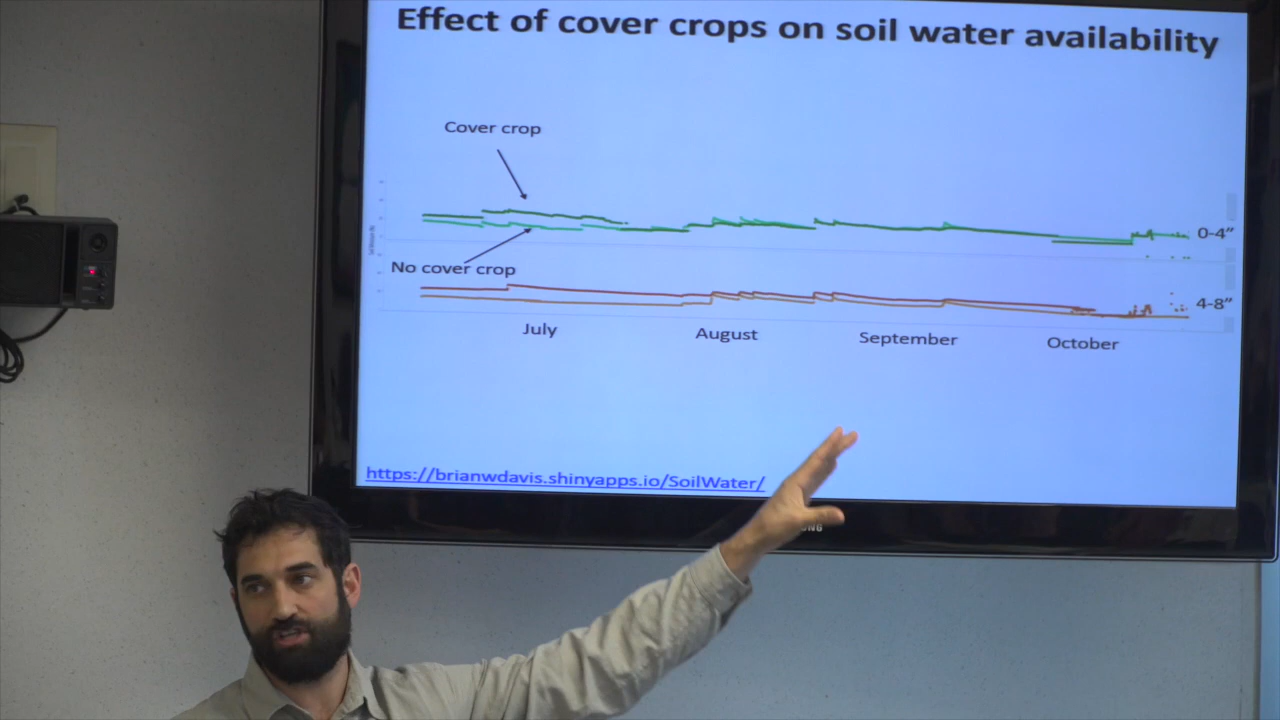 Effect of cover crops on soil water availability
Cover crop
0-4”
No cover crop
4-8”
July August September October
https://brianwdavis.shinyapps.io/SoilWater/